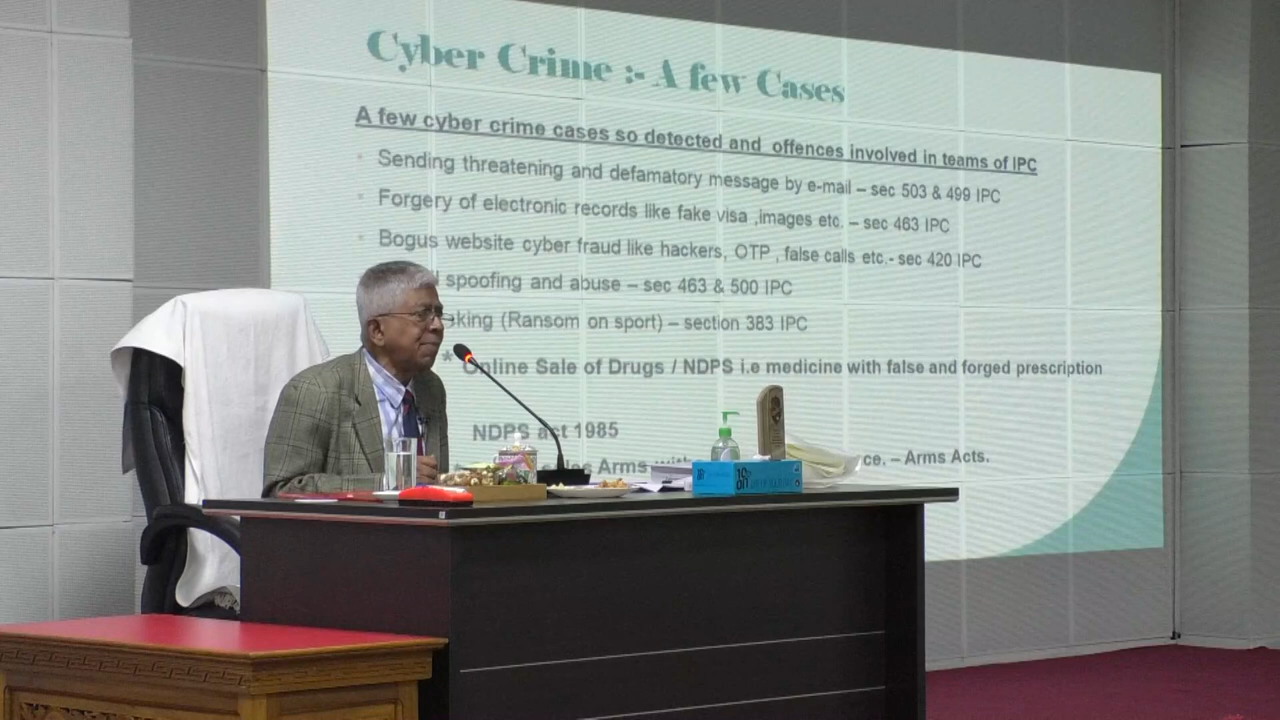 Cyber Crime :- A few Cases
A few cyber crime cases so detected and offences involved in teams of IPC
Sending threatening and defamatory message by e-mail – sec 503 & 499 IPC
Forgery of electronic records like fake visa ,images etc. – sec 463 IPC
Bogus website cyber fraud like hackers, OTP , false calls etc.- sec 420 IPC
spoofing and abuse – sec 463 & 500 IPC
(Ransom on sport) – section 383 IPC
* Online Sale of Drugs / NDPS i.e medicine with false and forged prescription
NDPS act 1985
Arms – Arms Acts.